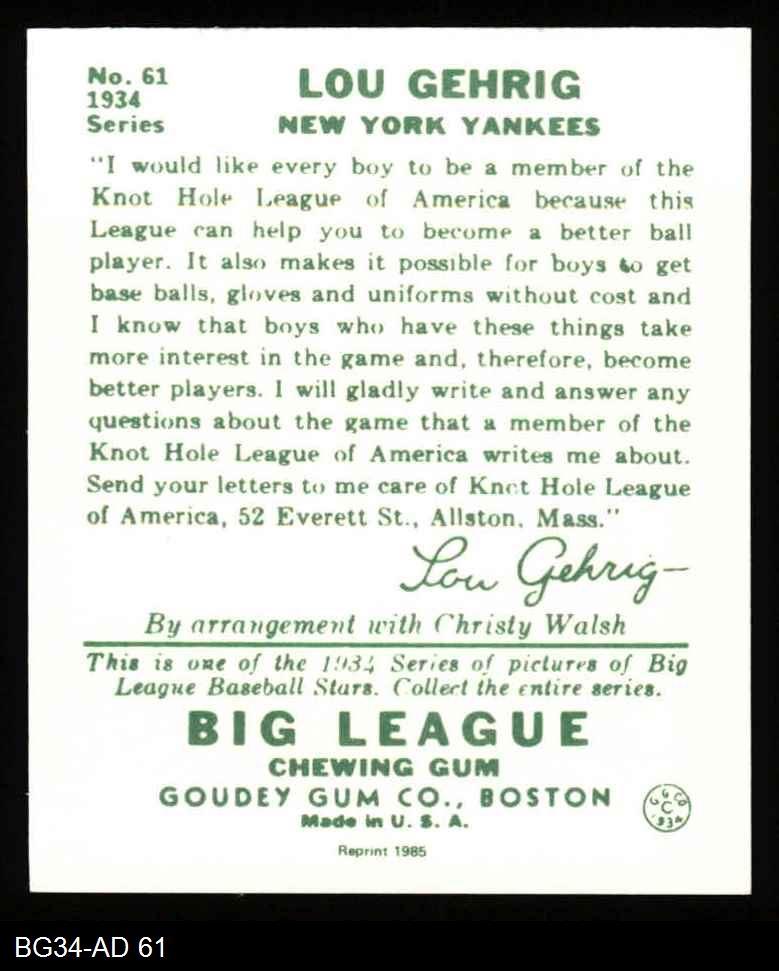 No. 61
1934
Series
LOU GEHRIG
NEW YORK YANKEES
"I would like every boy to be a member of the
Knot Hole League of America because this
League can help you to become a better ball
player. It also makes it possible for boys to get
base balls, gloves and uniforms without cost and
I know that boys who have these things take
more interest in the game and, therefore, become
better players. I will gladly write and answer any
questions about the game that a member of the
Knot Hole League of America writes me about.
Send your letters to me care of Knot Hole League
of America, 52 Everett St., Allston, Mass."
Lou Gehrig
By arrangement with Christy Walsh
This is one of the 1934 Series of pictures of Big
League Baseball Stars. Collect the entire series.
BIG LEAGUE
CHEWING GUM
GOUDEY GUM CO., BOSTON
Made in U. S. A.
G G CO
C
1934
Reprint 1985
BG34-AD 61